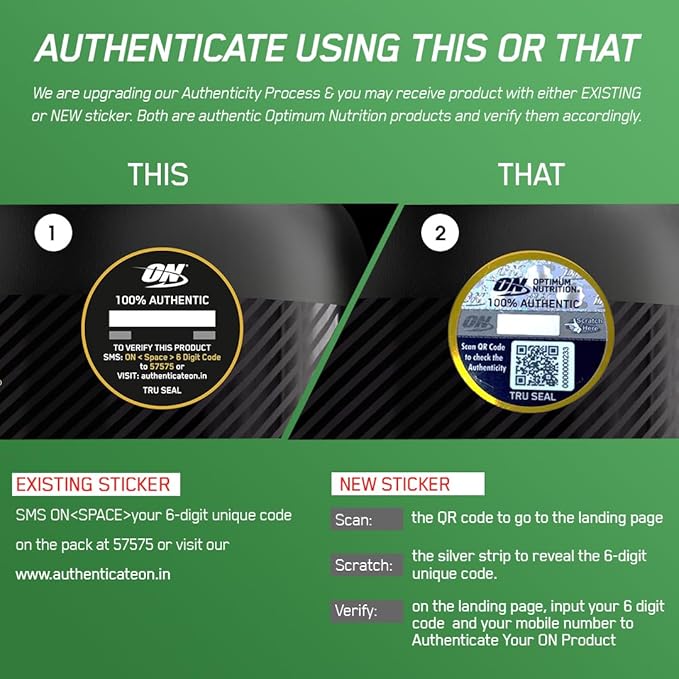 AUTHENTICATE USING THIS OR THAT
We are upgrading our Authenticity Process & you may receive product with either EXISTING
or NEW sticker. Both are authentic Optimum Nutrition products and verify them accordingly.
THIS
THAT
1
ON
100% AUTHENTIC
TO VERIFY THIS PRODUCT
SMS: ON < Space > 6 Digit Code
to 57575 or
VISIT: authenticateon.in
TRU SEAL
2
ON OPTIMUM
NUTRITION
100% AUTHENTIC
ON
Scratch
Here
Scan QR Code
to check the
Authenticity
000000233
TRU SEAL
EXISTING STICKER
SMS ON<SPACE>your 6-digit unique code
on the pack at 57575 or visit our
www.authenticateon.in
NEW STICKER
Scan: the QR code to go to the landing page
Scratch: the silver strip to reveal the 6-digit
unique code.
Verify: on the landing page, input your 6 digit
code and your mobile number to
Authenticate Your ON Product